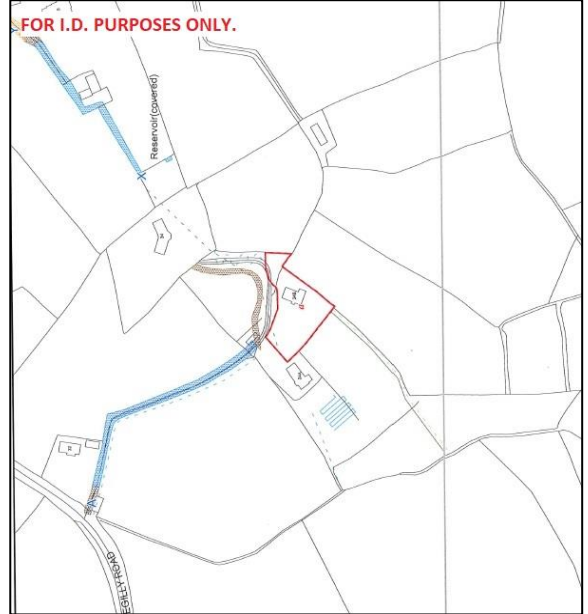 FOR I.D. PURPOSES ONLY.
Reservoir(covered)
X
A
EGILLY ROAD